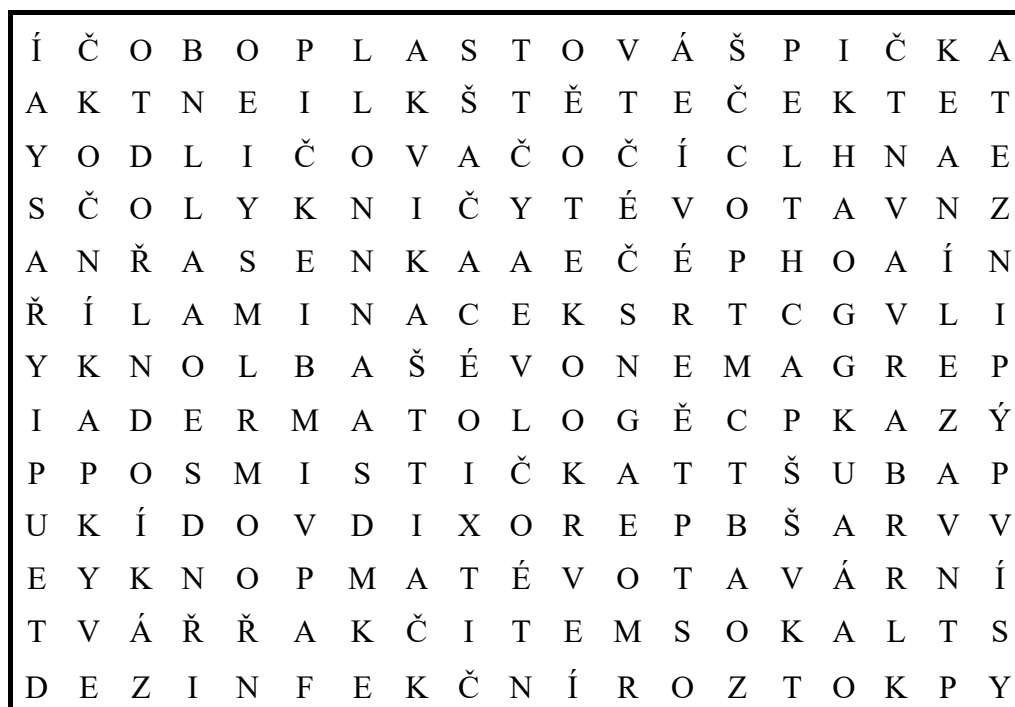 Í Č O B O P L A S T O V Á Š P I Č K A
A K T N E I L K Š T Ě T E Č E K T E T
Y O D L I Č O V A Č O Č Í C L H N A E
S Č O L Y K N I Č Y T É V O T A V N Z
A N Ř A S E N K A A E Č É P H O A Í N
Ř Í L A M I N A C E K S R T C G V L I
Y K N O L B A Š É V O N E M A G R E P
I A D E R M A T O L O G Ě C P K A Z Ý
P P O S M I S T I Č K A T T Š U B A P
U K Í D O V D I X O R E P B Š A R V V
E Y K N O P M A T É V O T A V Á R N Í
T V Á Ř Ř A K Č I T E M S O K A L T S
D E Z I N F E K Č N Í R O Z T O K P Y